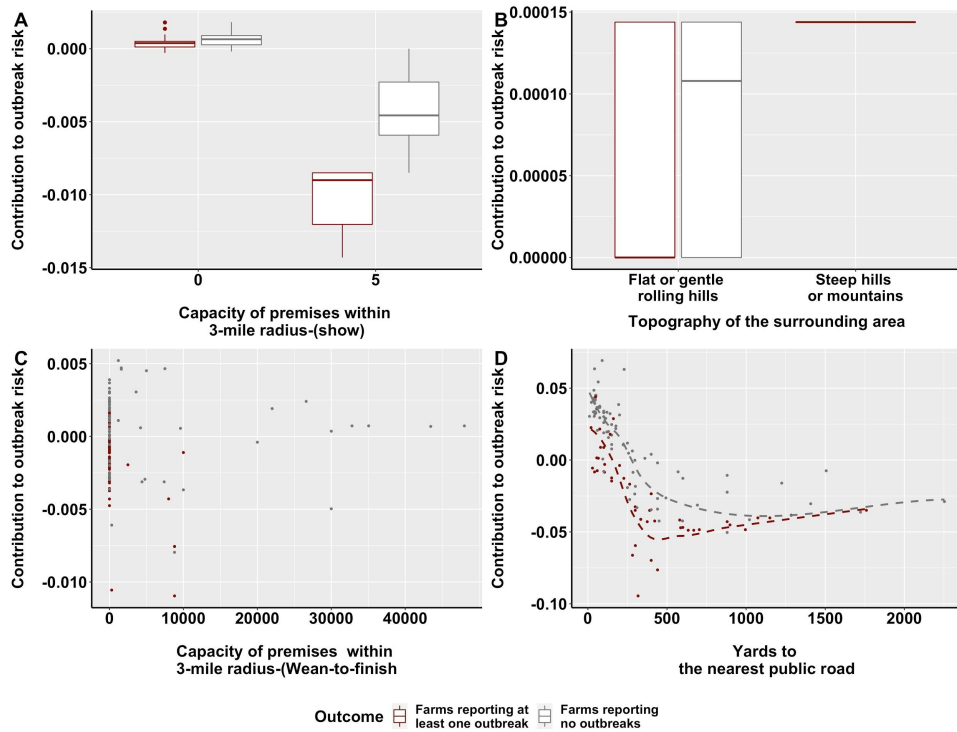 A
Contribution to outbreak risk
0.000
-0.005
-0.010
-0.015
0
5
Capacity of premises within
3-mile radius-(show)
B
Contribution to outbreak risk
0.00015
0.00010
0.00005
0.00000
Flat or gentle
rolling hills
Steep hills
or mountains
Topography of the surrounding area
C
Contribution to outbreak risk
0.005
0.000
-0.005
-0.010
0
10000
20000
30000
40000
Capacity of premises within
3-mile radius-(Wean-to-finish
D
Contribution to outbreak risk
0.05
0.00
-0.05
-0.10
0
500
1000
1500
2000
Yards to
the nearest public road
Outcome
Farms reporting at
least one outbreak
Farms reporting
no outbreaks